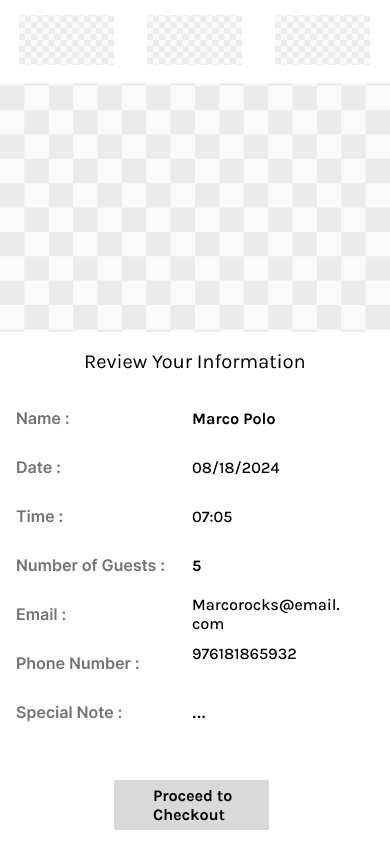 Review Your Information
Name : Marco Polo
Date : 08/18/2024
Time : 07:05
Number of Guests : 5
Email : Marcorocks@email.
com
Phone Number : 976181865932
Special Note : ...
Proceed to
Checkout